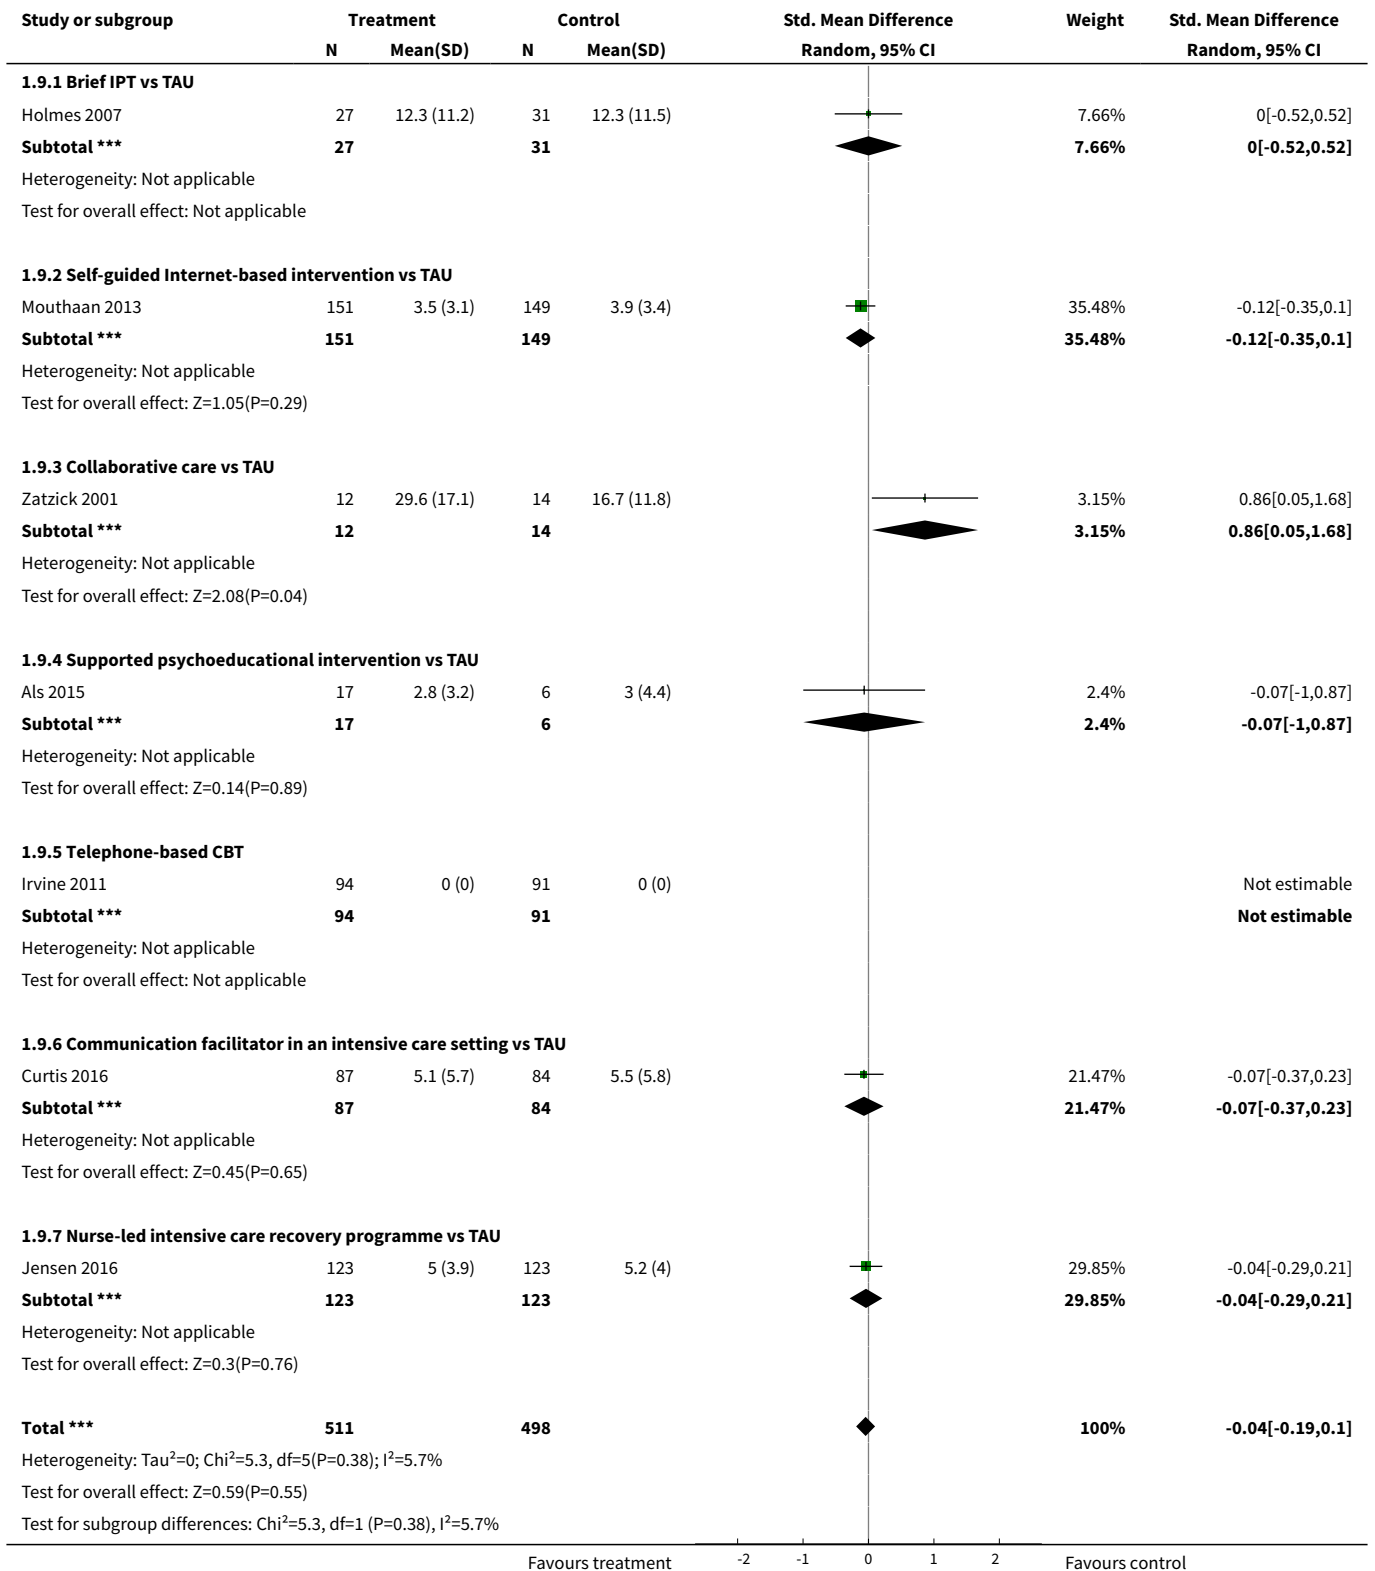 Study or subgroup Treatment Control Std. Mean Difference Weight Std. Mean Difference
N Mean(SD) N Mean(SD) Random, 95% CI Random, 95% CI
1.9.1 Brief IPT vs TAU
Holmes 2007 27 12.3 (11.2) 31 12.3 (11.5) 7.66% 0[-0.52,0.52]
Subtotal *** 27 31 7.66% 0[-0.52,0.52]
Heterogeneity: Not applicable
Test for overall effect: Not applicable
1.9.2 Self-guided Internet-based intervention vs TAU
Mouthaan 2013 151 3.5 (3.1) 149 3.9 (3.4) 35.48% -0.12[-0.35,0.1]
Subtotal *** 151 149 35.48% -0.12[-0.35,0.1]
Heterogeneity: Not applicable
Test for overall effect: Z=1.05(P=0.29)
1.9.3 Collaborative care vs TAU
Zatzick 2001 12 29.6 (17.1) 14 16.7 (11.8) 3.15% 0.86[0.05,1.68]
Subtotal *** 12 14 3.15% 0.86[0.05,1.68]
Heterogeneity: Not applicable
Test for overall effect: Z=2.08(P=0.04)
1.9.4 Supported psychoeducational intervention vs TAU
Als 2015 17 2.8 (3.2) 6 3 (4.4) 2.4% -0.07[-1,0.87]
Subtotal *** 17 6 2.4% -0.07[-1,0.87]
Heterogeneity: Not applicable
Test for overall effect: Z=0.14(P=0.89)
1.9.5 Telephone-based CBT
Irvine 2011 94 0 (0) 91 0 (0) Not estimable
Subtotal *** 94 91 Not estimable
Heterogeneity: Not applicable
Test for overall effect: Not applicable
1.9.6 Communication facilitator in an intensive care setting vs TAU
Curtis 2016 87 5.1 (5.7) 84 5.5 (5.8) 21.47% -0.07[-0.37,0.23]
Subtotal *** 87 84 21.47% -0.07[-0.37,0.23]
Heterogeneity: Not applicable
Test for overall effect: Z=0.45(P=0.65)
1.9.7 Nurse-led intensive care recovery programme vs TAU
Jensen 2016 123 5 (3.9) 123 5.2 (4) 29.85% -0.04[-0.29,0.21]
Subtotal *** 123 123 29.85% -0.04[-0.29,0.21]
Heterogeneity: Not applicable
Test for overall effect: Z=0.3(P=0.76)
Total *** 511 498 100% -0.04[-0.19,0.1]
Heterogeneity: Tau²=0; Chi²=5.3, df=5(P=0.38); I²=5.7%
Test for overall effect: Z=0.59(P=0.55)
Test for subgroup differences: Chi²=5.3, df=1 (P=0.38), I²=5.7%
Favours treatment -2 -1 0 1 2 Favours control